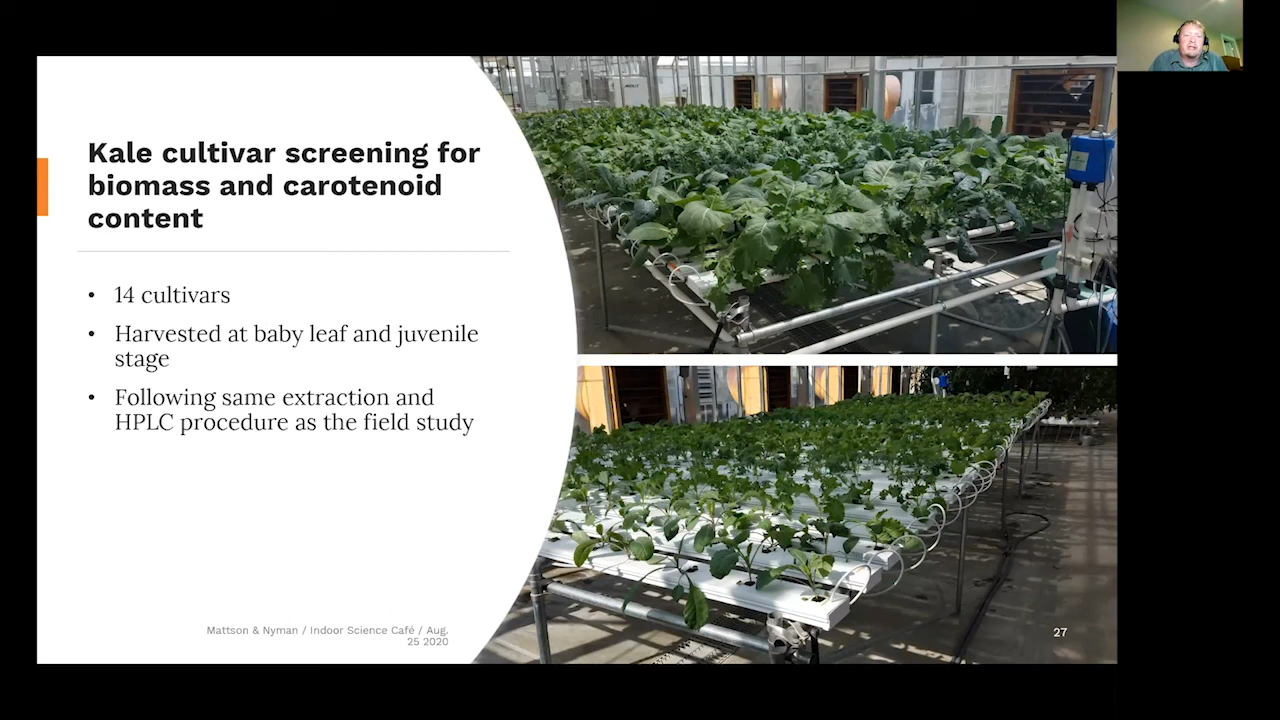 Kale cultivar screening for
biomass and carotenoid
content
• 14 cultivars
• Harvested at baby leaf and juvenile
stage
• Following same extraction and
HPLC procedure as the field study
Mattson & Nyman / Indoor Science Café / Aug.
25 2020
27